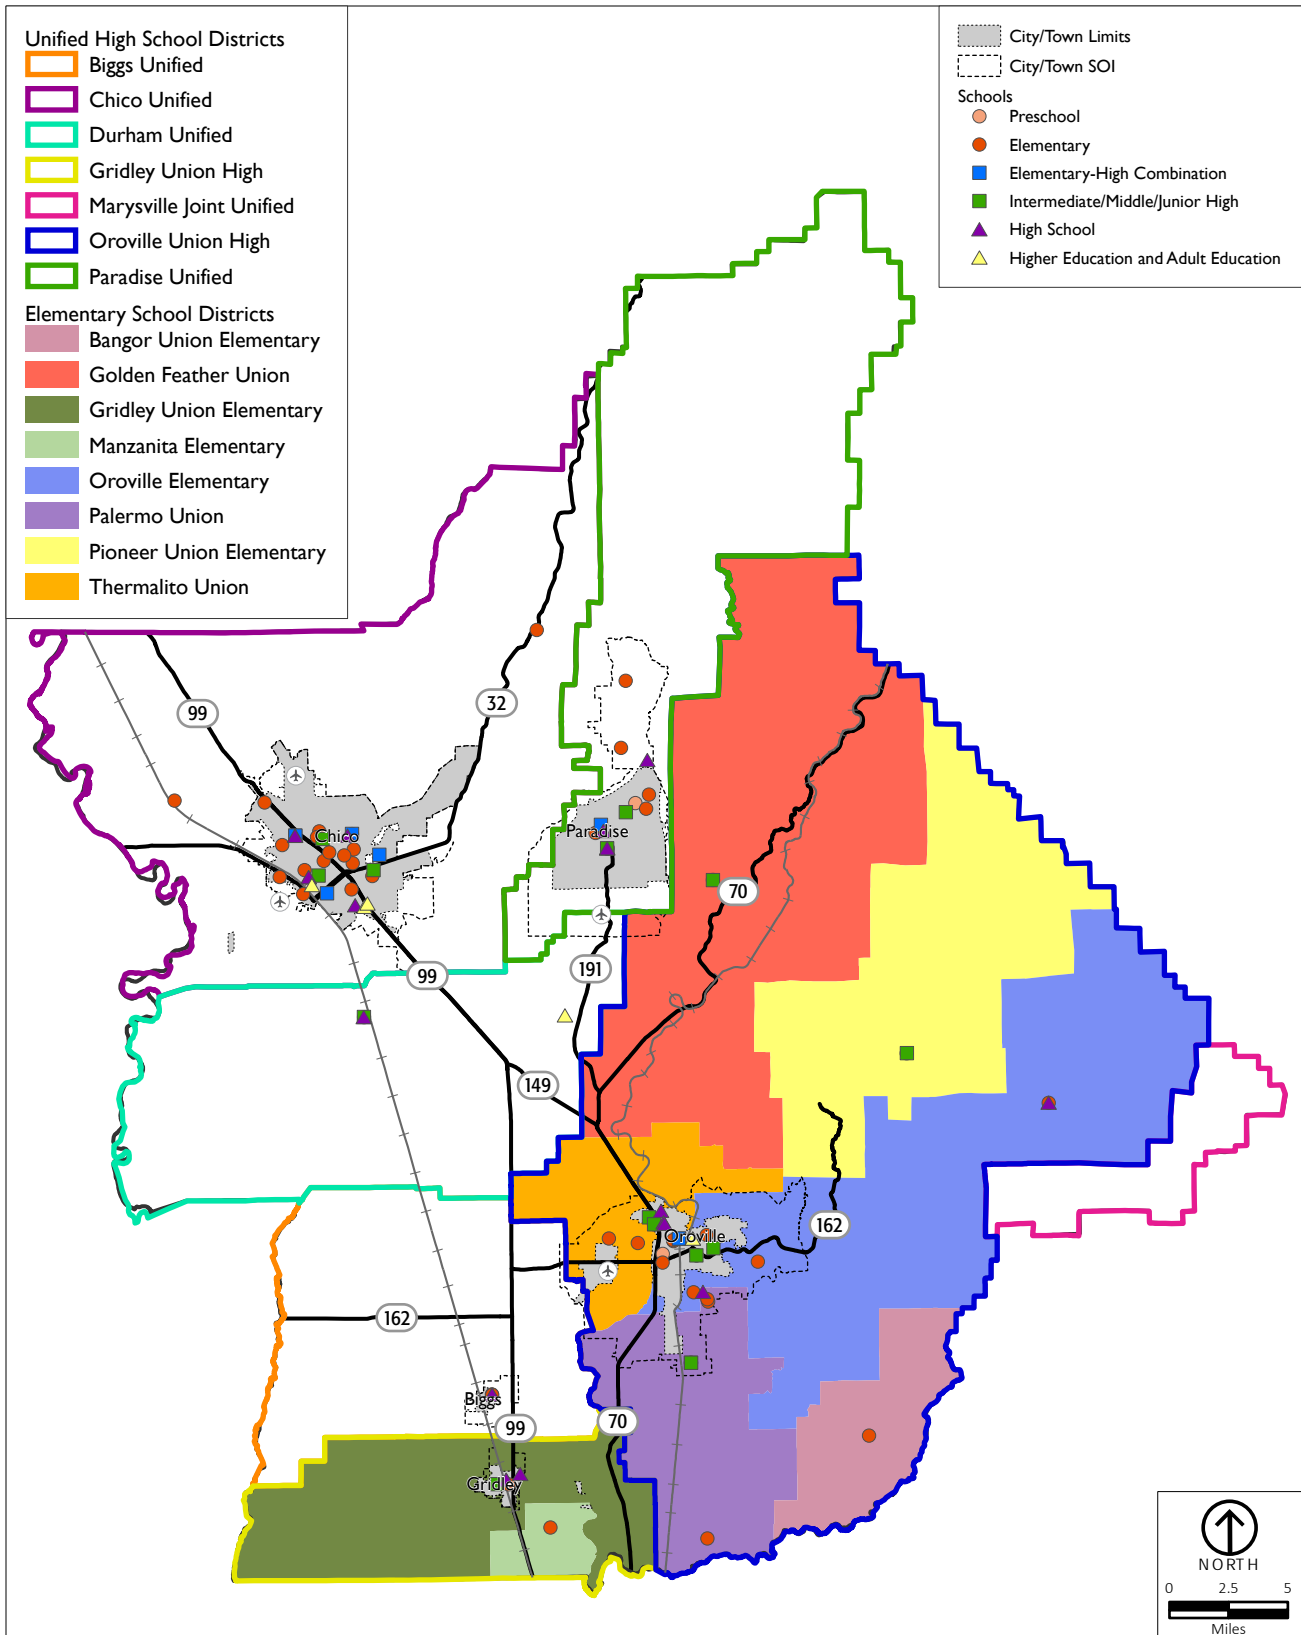 Unified High School Districts
Biggs Unified
Chico Unified
Durham Unified
Gridley Union High
Marysville Joint Unified
Oroville Union High
Paradise Unified
Elementary School Districts
Bangor Union Elementary
Golden Feather Union
Gridley Union Elementary
Manzanita Elementary
Oroville Elementary
Palermo Union
Pioneer Union Elementary
Thermalito Union
City/Town Limits
City/Town SOI
Schools
Preschool
Elementary
Elementary-High Combination
Intermediate/Middle/Junior High
High School
Higher Education and Adult Education
99
32
Chico
Paradise
70
99
191
149
162
Oroville
162
Biggs
99
70
Gridley
NORTH
0 2.5 5
Miles